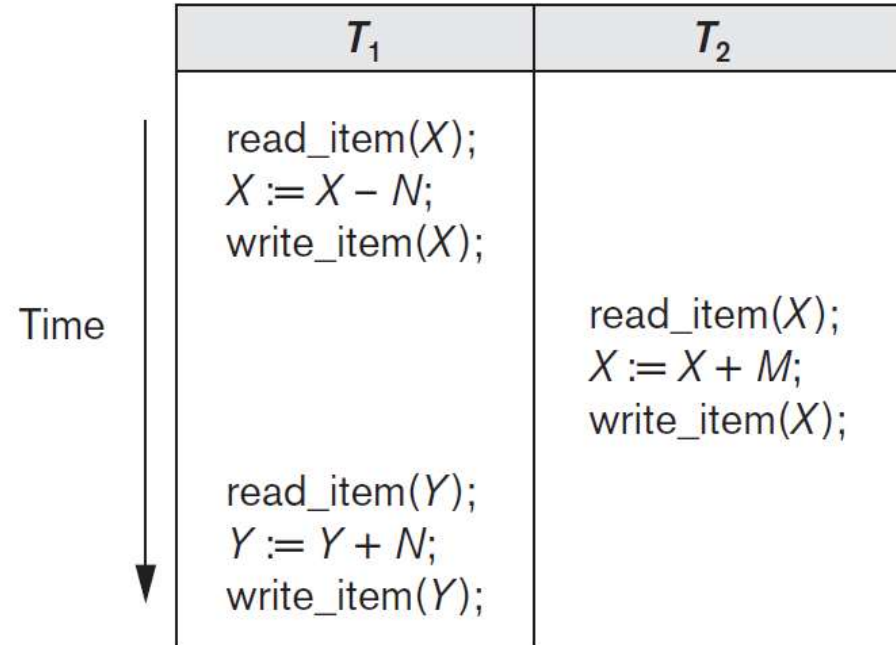 T₁ T₂
read_item(X);
X := X – N;
write_item(X);
Time
read_item(X);
X := X + M;
write_item(X);
read_item(Y);
Y := Y + N;
write_item(Y);